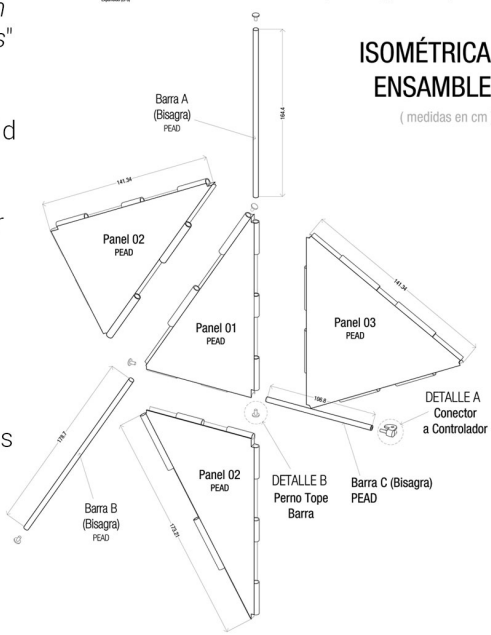 s"
d
s
ISOMÉTRICA
ENSAMBLE
( medidas en cm
Barra A
(Bisagra)
PEAD
164.4
141.34
Panel 02
PEAD
Panel 01
PEAD
Panel 03
PEAD
141.34
106.8
DETALLE A
Conector
a Controlador
178.7
Barra B
(Bisagra)
PEAD
Panel 02
PEAD
173.21
DETALLE B
Perno Tope
Barra
Barra C (Bisagra)
PEAD